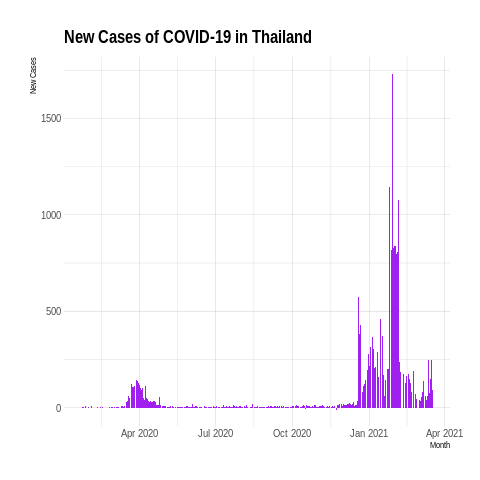 New Cases of COVID-19 in Thailand
New Cases
1500
1000
500
0
Apr 2020 Jul 2020 Oct 2020 Jan 2021 Apr 2021
Month